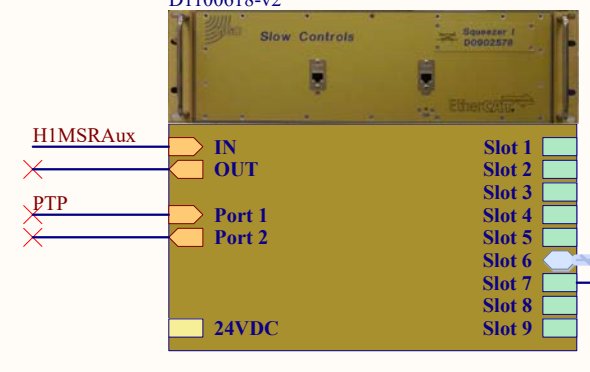 D1100618-v2
Slow Controls
Squeezer 1
D0902578
EtherCAT
H1MSRAux
IN
Slot 1
OUT
Slot 2
Slot 3
PTP
Port 1
Slot 4
Port 2
Slot 5
Slot 6
Slot 7
Slot 8
24VDC
Slot 9